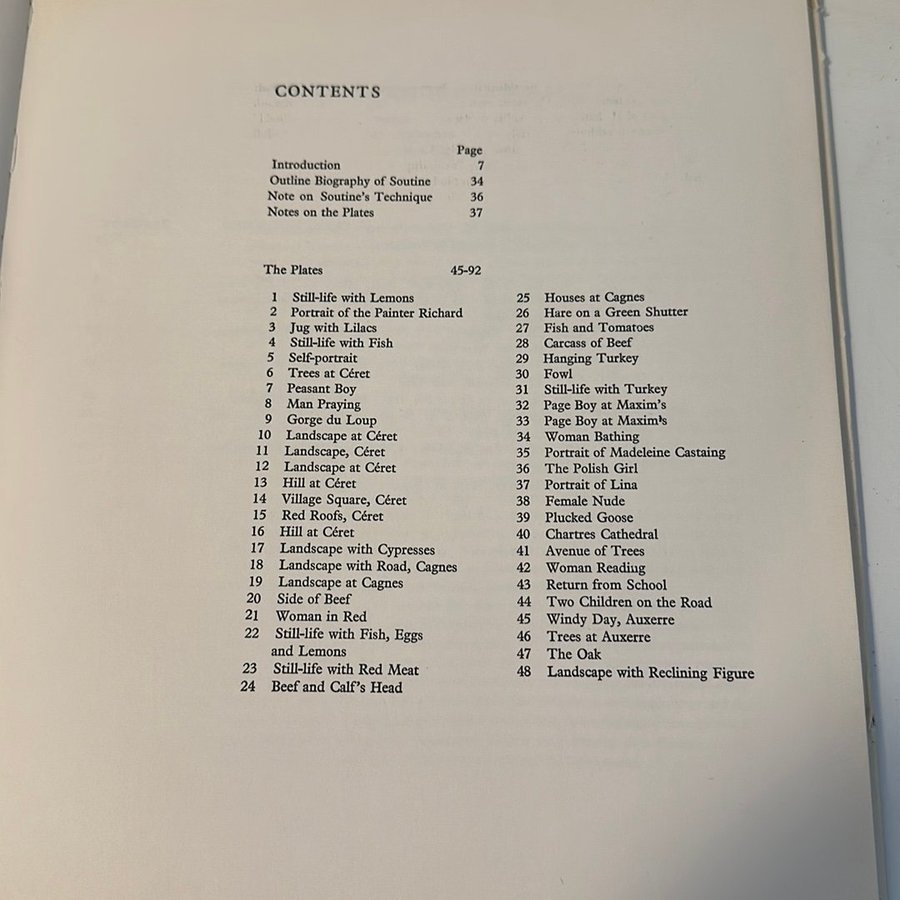 CONTENTS
Page
Introduction 7
Outline Biography of Soutine 34
Note on Soutine's Technique 36
Notes on the Plates 37
The Plates 45-92
1 Still-life with Lemons
2 Portrait of the Painter Richard
3 Jug with Lilacs
4 Still-life with Fish
5 Self-portrait
6 Trees at Céret
7 Peasant Boy
8 Man Praying
9 Gorge du Loup
10 Landscape at Céret
11 Landscape, Céret
12 Landscape at Céret
13 Hill at Céret
14 Village Square, Céret
15 Red Roofs, Céret
16 Hill at Céret
17 Landscape with Cypresses
18 Landscape with Road, Cagnes
19 Landscape at Cagnes
20 Side of Beef
21 Woman in Red
22 Still-life with Fish, Eggs
and Lemons
23 Still-life with Red Meat
24 Beef and Calf's Head
25 Houses at Cagnes
26 Hare on a Green Shutter
27 Fish and Tomatoes
28 Carcass of Beef
29 Hanging Turkey
30 Fowl
31 Still-life with Turkey
32 Page Boy at Maxim's
33 Page Boy at Maxim's
34 Woman Bathing
35 Portrait of Madeleine Castaing
36 The Polish Girl
37 Portrait of Lina
38 Female Nude
39 Plucked Goose
40 Chartres Cathedral
41 Avenue of Trees
42 Woman Reading
43 Return from School
44 Two Children on the Road
45 Windy Day, Auxerre
46 Trees at Auxerre
47 The Oak
48 Landscape with Reclining Figure